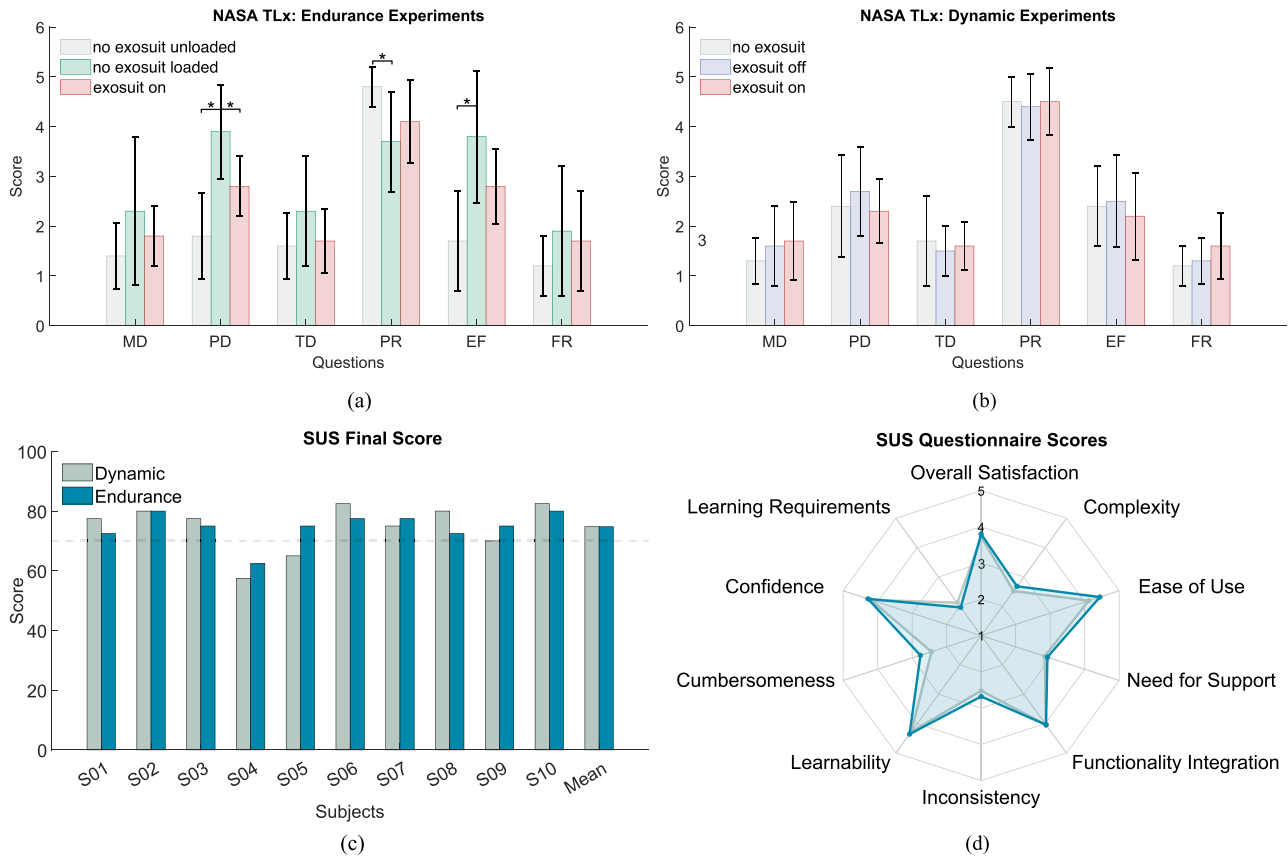 NASA TLx: Endurance Experiments
6
5
4
3
2
1
0
Score
no exosuit unloaded
no exosuit loaded
exosuit on
*
*
*
*
MD PD TD PR EF FR
Questions
(a)
NASA TLx: Dynamic Experiments
6
5
4
3
2
1
0
Score
3
no exosuit
exosuit off
exosuit on
MD PD TD PR EF FR
Questions
(b)
SUS Final Score
100
80
60
40
20
0
Score
Dynamic
Endurance
S01 S02 S03 S04 S05 S06 S07 S08 S09 S10 Mean
Subjects
(c)
SUS Questionnaire Scores
Overall Satisfaction
Learning Requirements
Complexity
Confidence
Ease of Use
Cumbersomeness
Need for Support
Learnability
Functionality Integration
Inconsistency
5
4
3
2
1
(d)